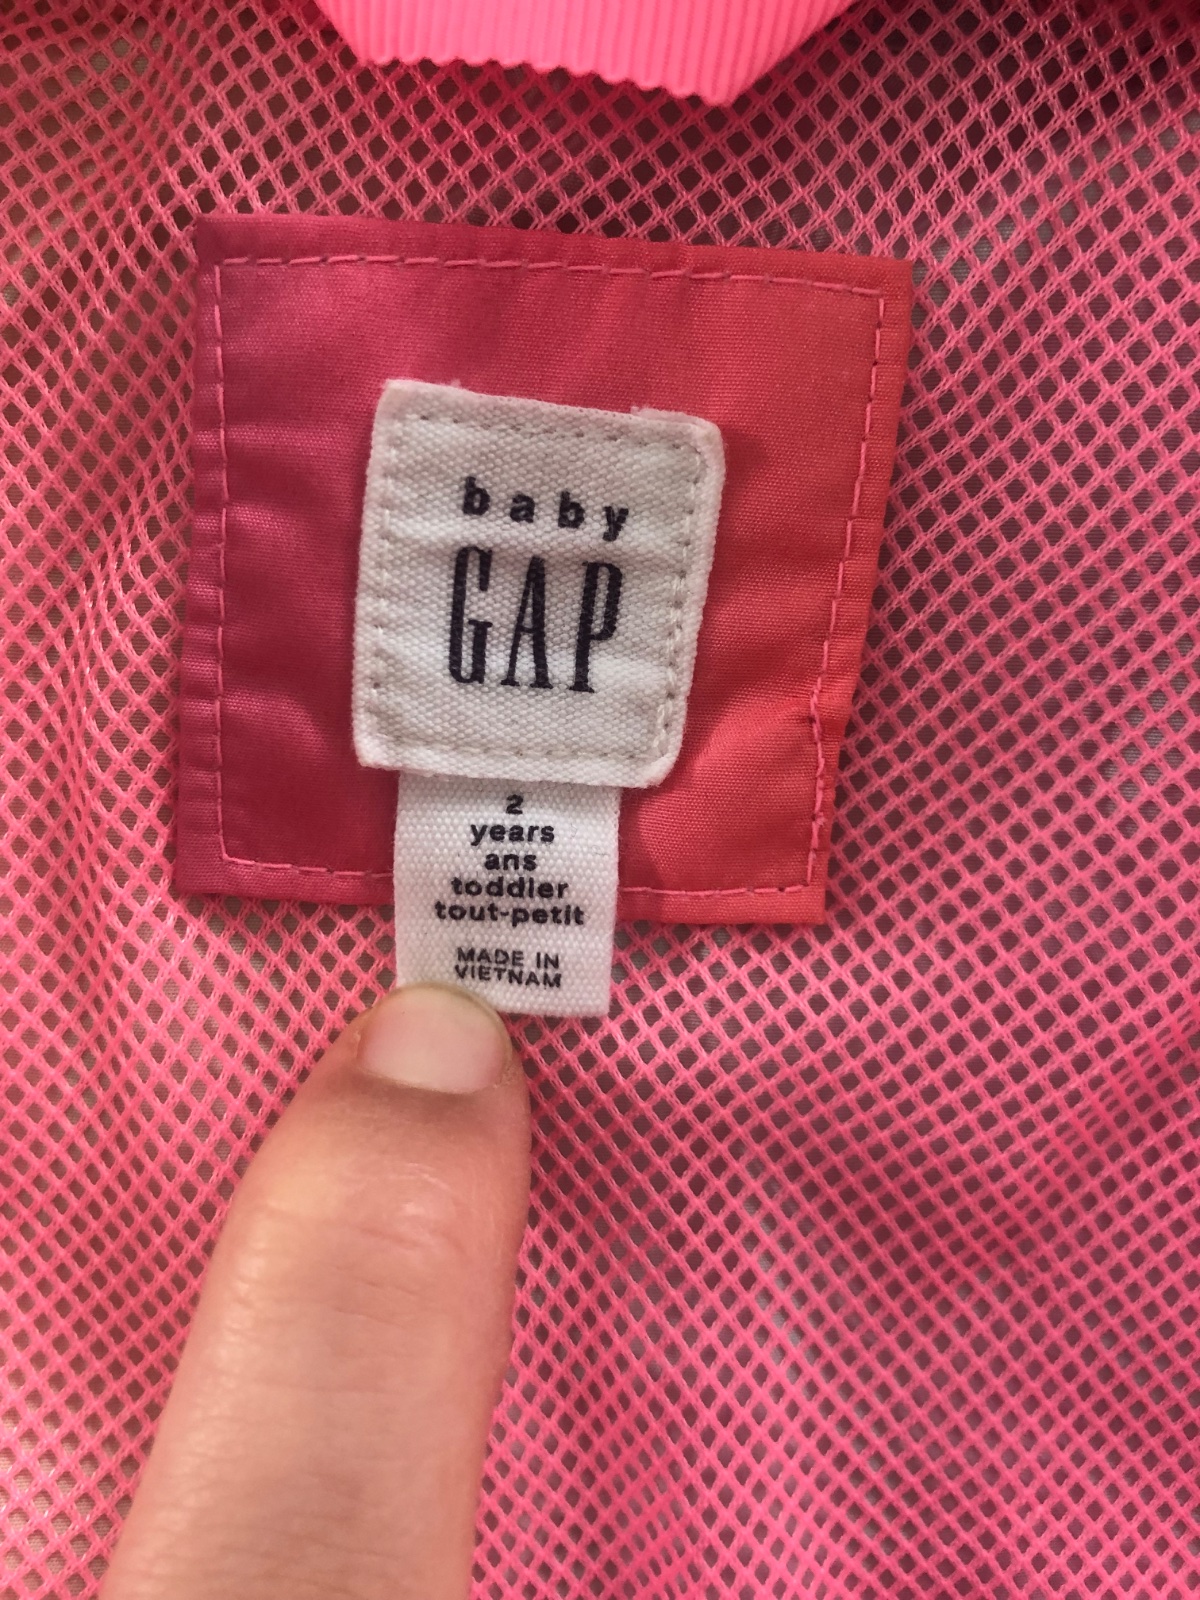 baby
GAP
2
years
ans
toddler
tout-petit
MADE IN
VIETNAM